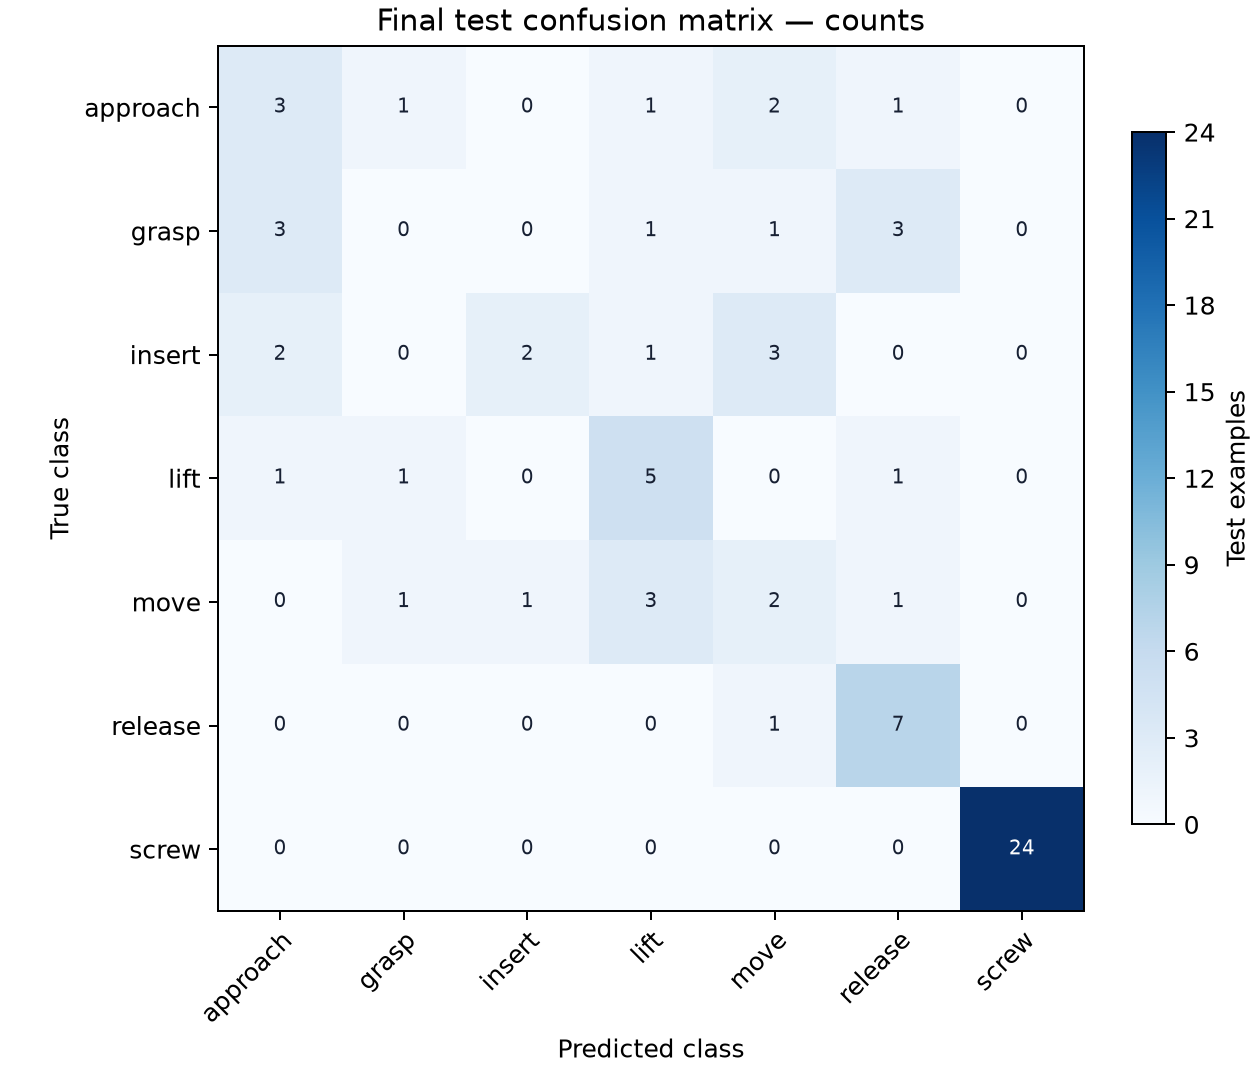 Final test confusion matrix — counts
True class
approach 3 1 0 1 2 1 0
grasp 3 0 0 1 1 3 0
insert 2 0 2 1 3 0 0
lift 1 1 0 5 0 1 0
move 0 1 1 3 2 1 0
release 0 0 0 0 1 7 0
screw 0 0 0 0 0 0 24
approach grasp insert lift move release screw
Predicted class
24
21
18
15
12
9
6
3
0
Test examples